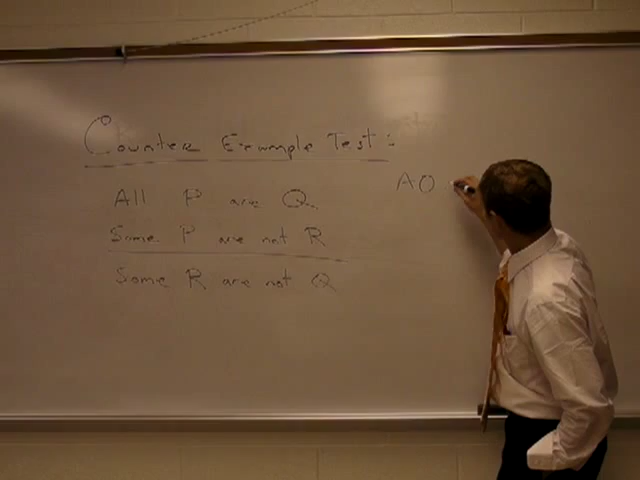 Counter Example Test:
All P are Q
Some P are not R
Some R are not Q
AO